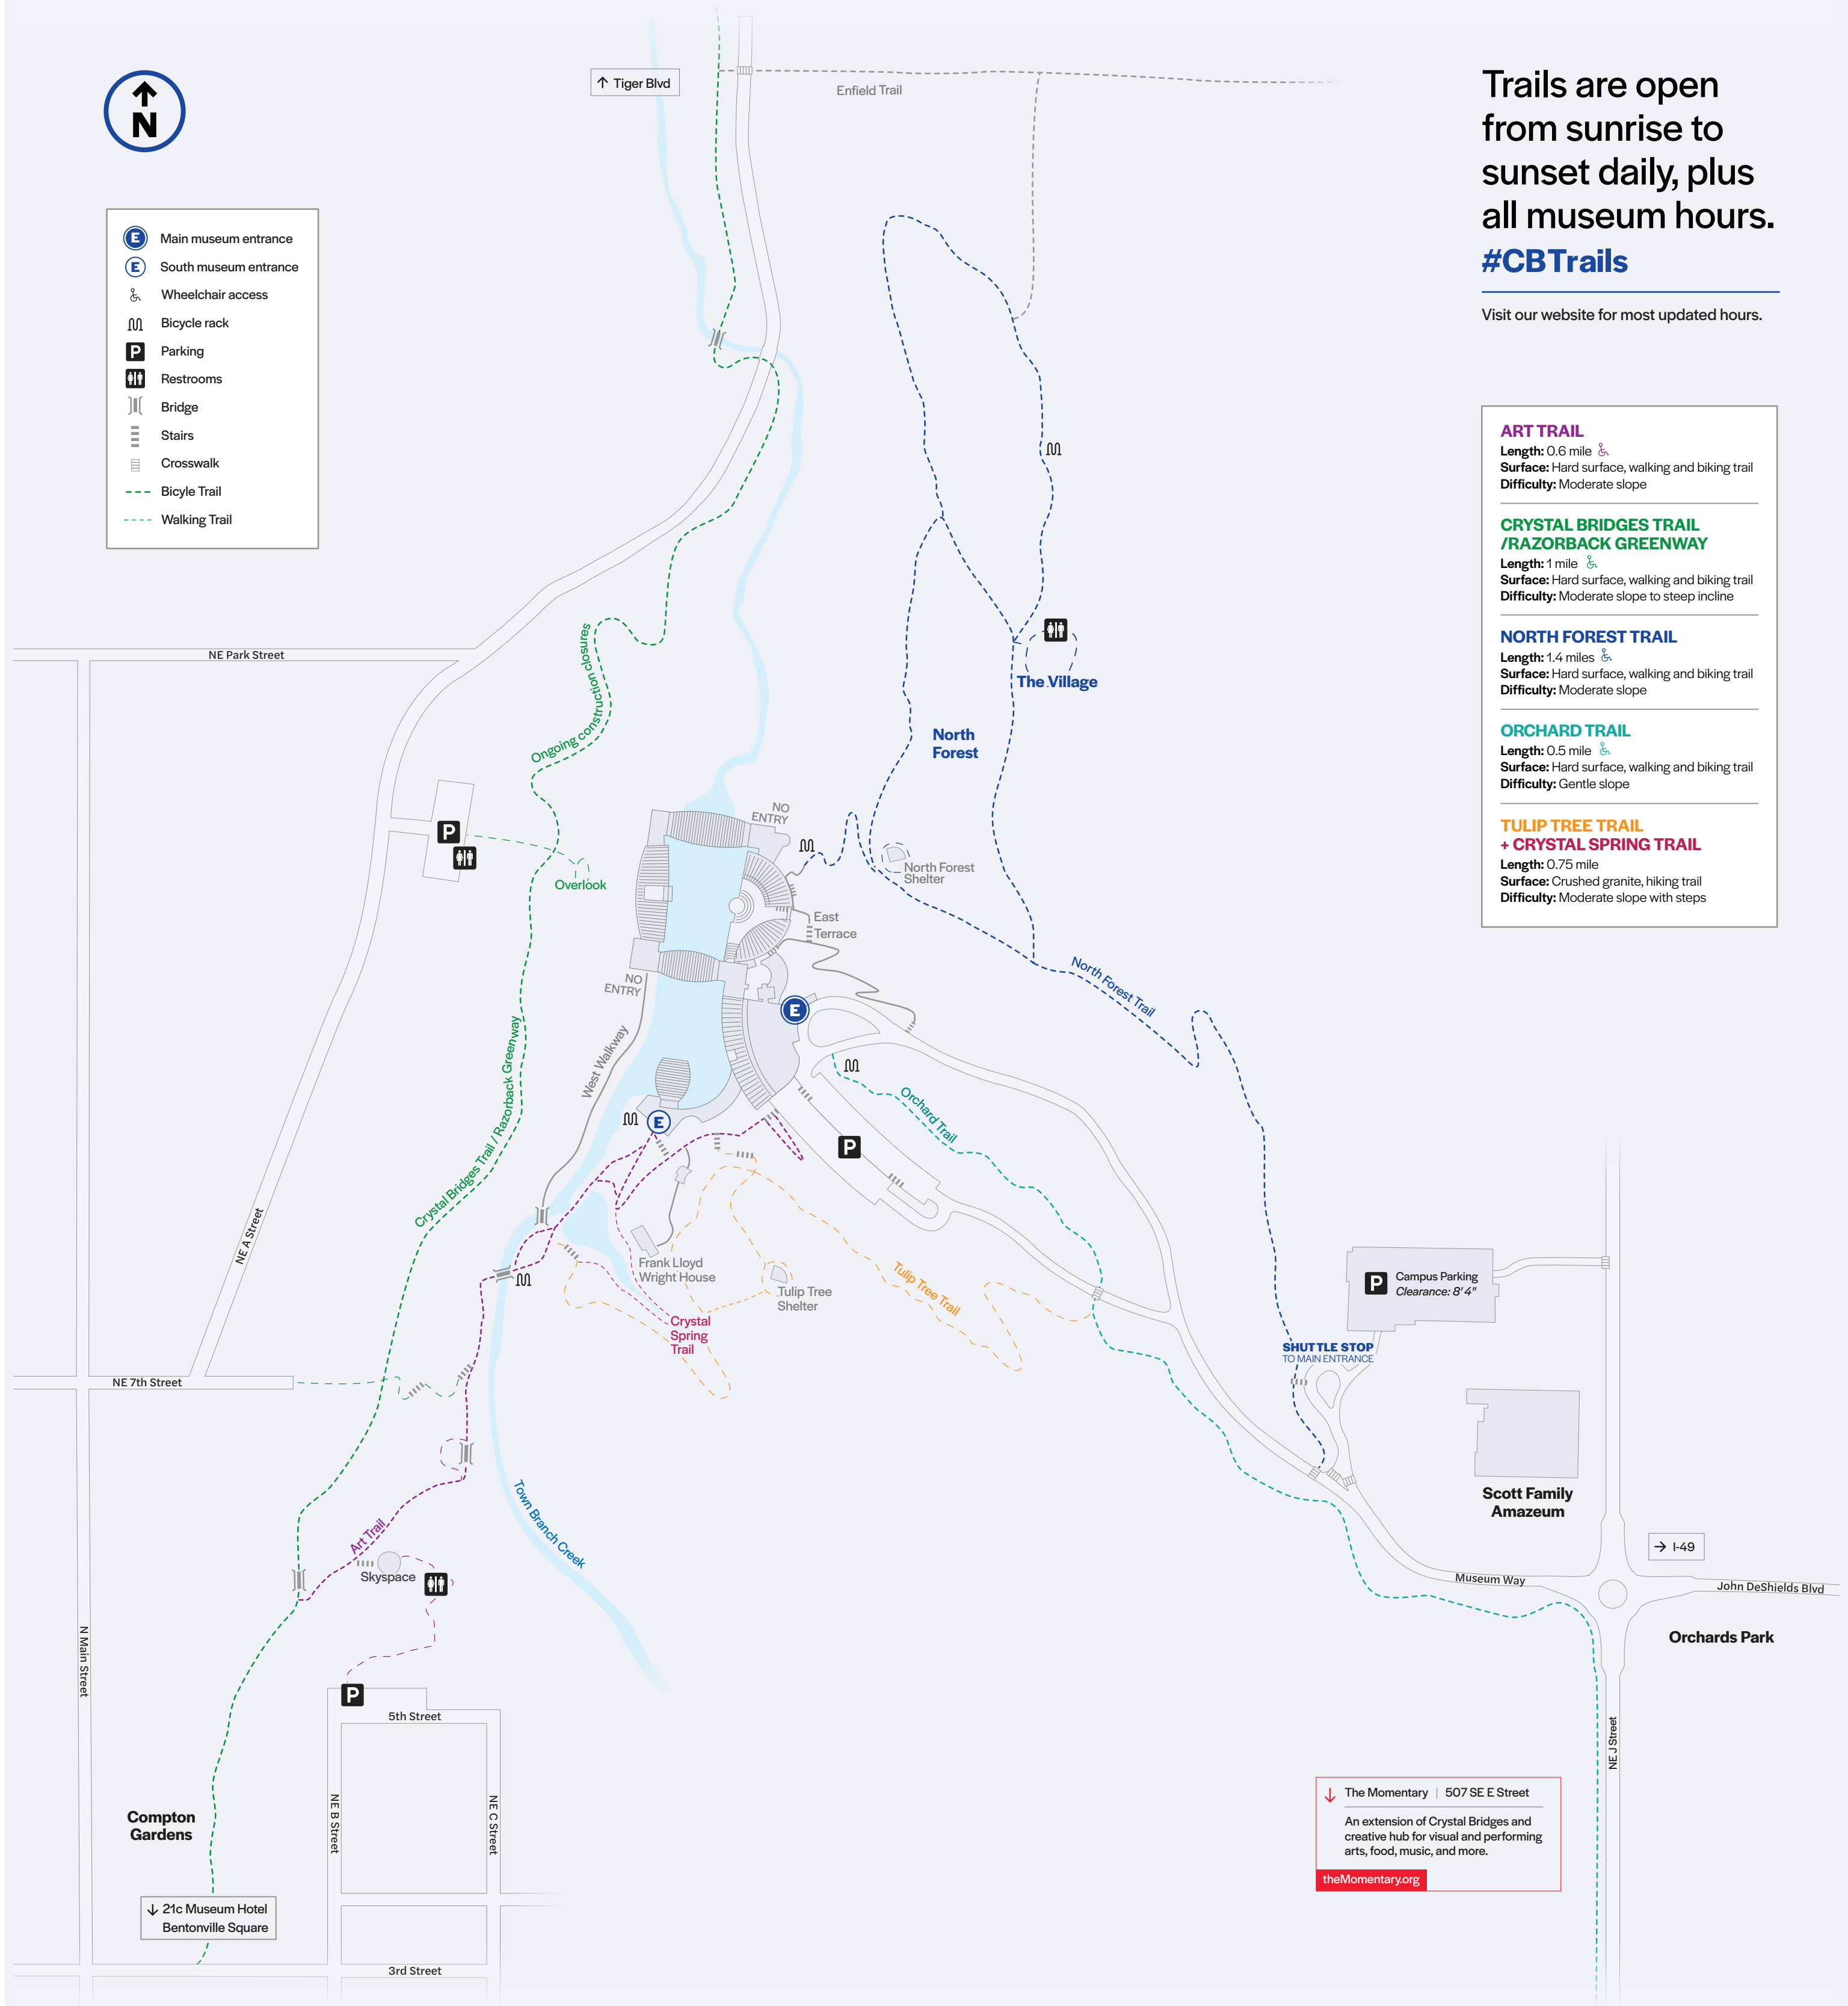 Trails are open
from sunrise to
sunset daily, plus
all museum hours.
#CBTrails
Visit our website for most updated hours.
N
E Main museum entrance
E South museum entrance
Wheelchair access
Bicycle rack
P Parking
Restrooms
Bridge
Stairs
Crosswalk
Bicyle Trail
Walking Trail
↑ Tiger Blvd
Enfield Trail
ART TRAIL
Length: 0.6 mile
Surface: Hard surface, walking and biking trail
Difficulty: Moderate slope
CRYSTAL BRIDGES TRAIL
/RAZORBACK GREENWAY
Length: 1 mile
Surface: Hard surface, walking and biking trail
Difficulty: Moderate slope to steep incline
NORTH FOREST TRAIL
Length: 1.4 miles
Surface: Hard surface, walking and biking trail
Difficulty: Moderate slope
ORCHARD TRAIL
Length: 0.5 mile
Surface: Hard surface, walking and biking trail
Difficulty: Gentle slope
TULIP TREE TRAIL
+ CRYSTAL SPRING TRAIL
Length: 0.75 mile
Surface: Crushed granite, hiking trail
Difficulty: Moderate slope with steps
NE Park Street
Ongoing construction closures
The Village
North
Forest
P
Overlook
NO
ENTRY
North Forest
Shelter
East
Terrace
NO
ENTRY
North Forest Trail
E
West Walkway
Crystal Bridges Trail / Razorback Greenway
Orchard Trail
E
P
NE A Street
Frank Lloyd
Wright House
Tulip Tree
Shelter
Tulip Tree Trail
Crystal
Spring
Trail
P
Campus Parking
Clearance: 8' 4"
SHUTTLE STOP
TO MAIN ENTRANCE
NE 7th Street
Scott Family
Amazeum
Town Branch Creek
Art Trail
Skyspace
→ I-49
Museum Way
John DeShields Blvd
Orchards Park
N Main Street
P
5th Street
NE J Street
NE B Street
NE C Street
Compton
Gardens
↓ The Momentary | 507 SE E Street
An extension of Crystal Bridges and
creative hub for visual and performing
arts, food, music, and more.
theMomentary.org
↓ 21c Museum Hotel
Bentonville Square
3rd Street